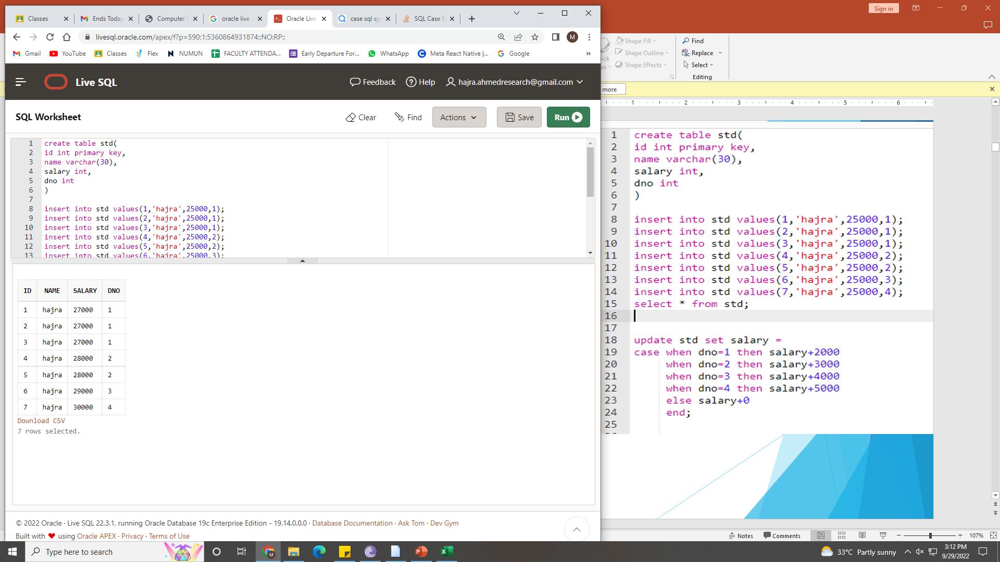 Classes
Ends Today
Computer S
oracle live -
Oracle Live
case sql syn
SQL Case E
livesql.oracle.com/apex/f?p=590:1:5360864931874::NO:RP::
M
Gmail
YouTube
Classes
Flex
NUMUN
FACULTY ATTENDA...
Early Departure For...
WhatsApp
Meta React Native |...
Google
»
Live SQL
Feedback
Help
hajra.ahmedresearch@gmail.com
SQL Worksheet
Clear
Find
Actions
Save
Run
1 create table std(
2 id int primary key,
3 name varchar(30),
4 salary int,
5 dno int
6 )
7
8 insert into std values(1,'hajra',25000,1);
9 insert into std values(2,'hajra',25000,1);
10 insert into std values(3,'hajra',25000,1);
11 insert into std values(4,'hajra',25000,2);
12 insert into std values(5,'hajra',25000,2);
13 insert into std values(6,'hajra',25000,3);
ID NAME SALARY DNO
1 hajra 27000 1
2 hajra 27000 1
3 hajra 27000 1
4 hajra 28000 2
5 hajra 28000 2
6 hajra 29000 3
7 hajra 30000 4
Download CSV
7 rows selected.
© 2022 Oracle · Live SQL 22.3.1, running Oracle Database 19c Enterprise Edition - 19.14.0.0.0 · Database Documentation · Ask Tom · Dev Gym
Built with ❤ using Oracle APEX · Privacy · Terms of Use
Sign in
Shape Fill
Shape Outline
Shape Effects
Find
Replace
Select
Editing
more
1 2 3 4 5 6
1 create table std(
2 id int primary key,
3 name varchar(30),
4 salary int,
5 dno int
6 )
7
8 insert into std values(1,'hajra',25000,1);
9 insert into std values(2,'hajra',25000,1);
10 insert into std values(3,'hajra',25000,1);
11 insert into std values(4,'hajra',25000,2);
12 insert into std values(5,'hajra',25000,2);
13 insert into std values(6,'hajra',25000,3);
14 insert into std values(7,'hajra',25000,4);
15 select * from std;
16
17
18 update std set salary =
19 case when dno=1 then salary+2000
20 when dno=2 then salary+3000
21 when dno=3 then salary+4000
22 when dno=4 then salary+5000
23 else salary+0
24 end;
25
Notes
Comments
107%
Type here to search
33°C Partly sunny
3:12 PM
9/29/2022